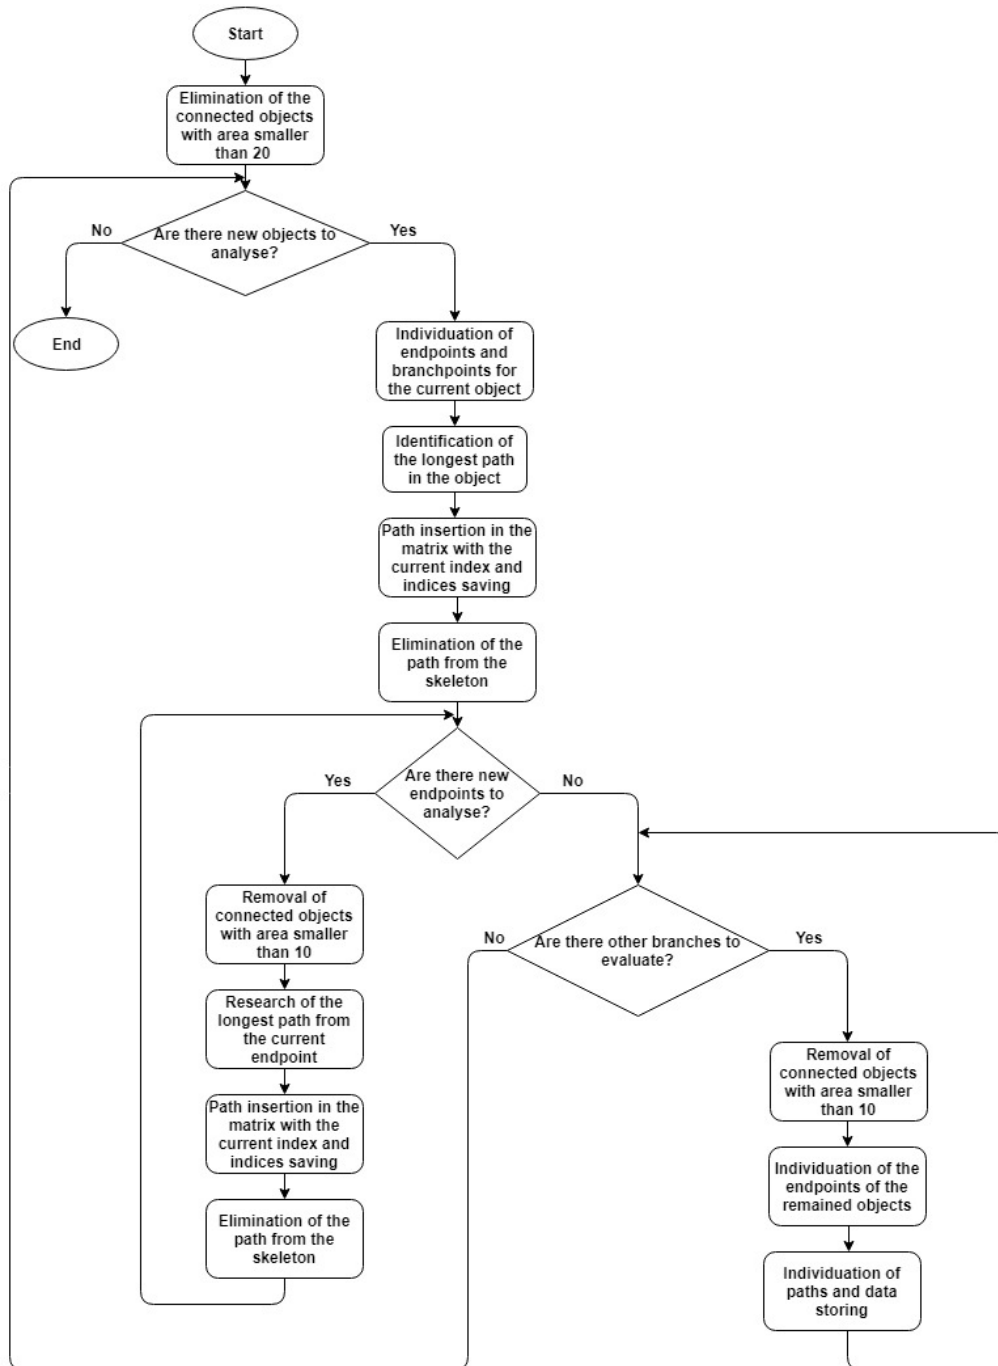 Start
Elimination of the
connected objects
with area smaller
than 20
Are there new objects to
analyse?
No
Yes
End
Individuation of
endpoints and
branchpoints for
the current object
Identification of
the longest path
in the object
Path insertion in the
matrix with the
current index and
indices saving
Elimination of the
path from the
skeleton
Are there new
endpoints to
analyse?
Yes
No
Removal of
connected objects
with area smaller
than 10
Research of the
longest path from
the current
endpoint
Path insertion in the
matrix with the
current index and
indices saving
Elimination of the
path from the
skeleton
Are there other branches to
evaluate?
No
Yes
Removal of
connected objects
with area smaller
than 10
Individuation of the
endpoints of the
remained objects
Individuation of
paths and data
storing